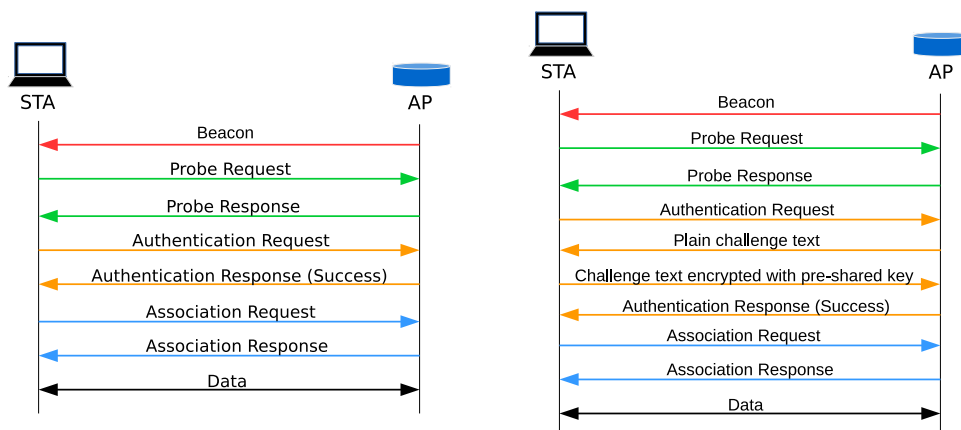 STA
AP
Beacon
Probe Request
Probe Response
Authentication Request
Authentication Response (Success)
Association Request
Association Response
Data
STA
AP
Beacon
Probe Request
Probe Response
Authentication Request
Plain challenge text
Challenge text encrypted with pre-shared key
Authentication Response (Success)
Association Request
Association Response
Data